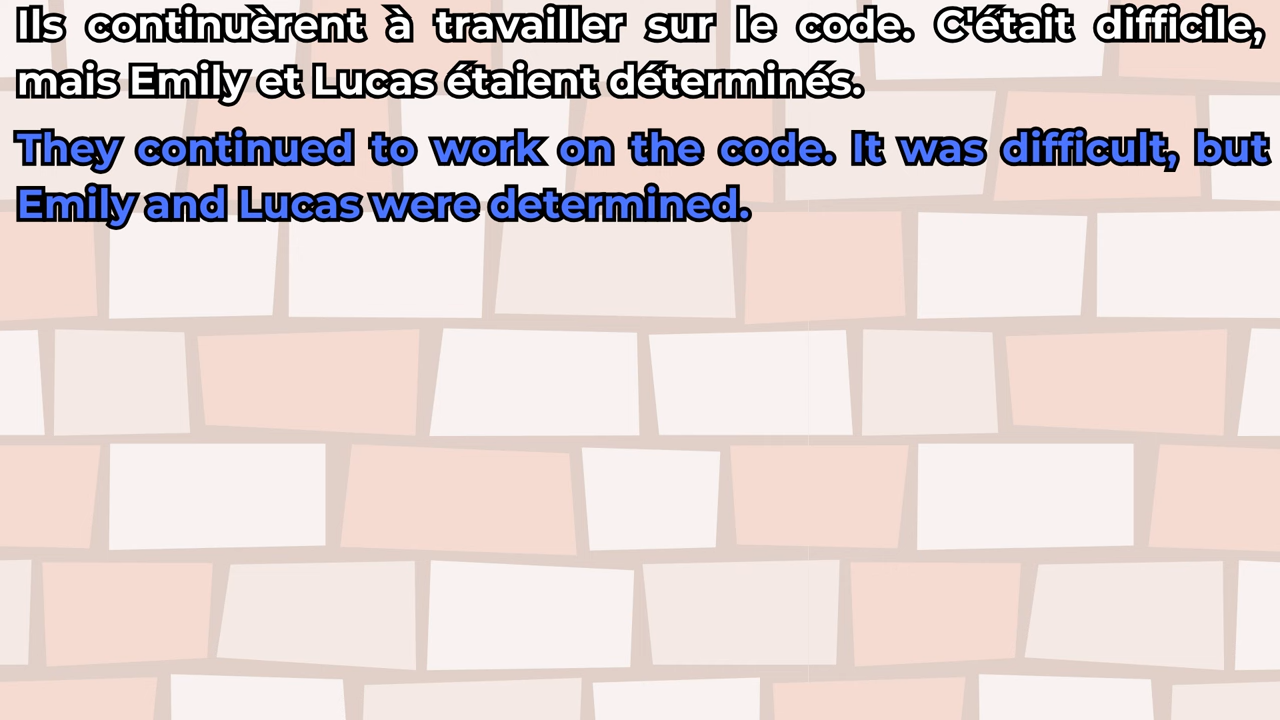 Ils continuèrent à travailler sur le code. C'était difficile,
mais Emily et Lucas étaient déterminés.
They continued to work on the code. It was difficult, but
Emily and Lucas were determined.